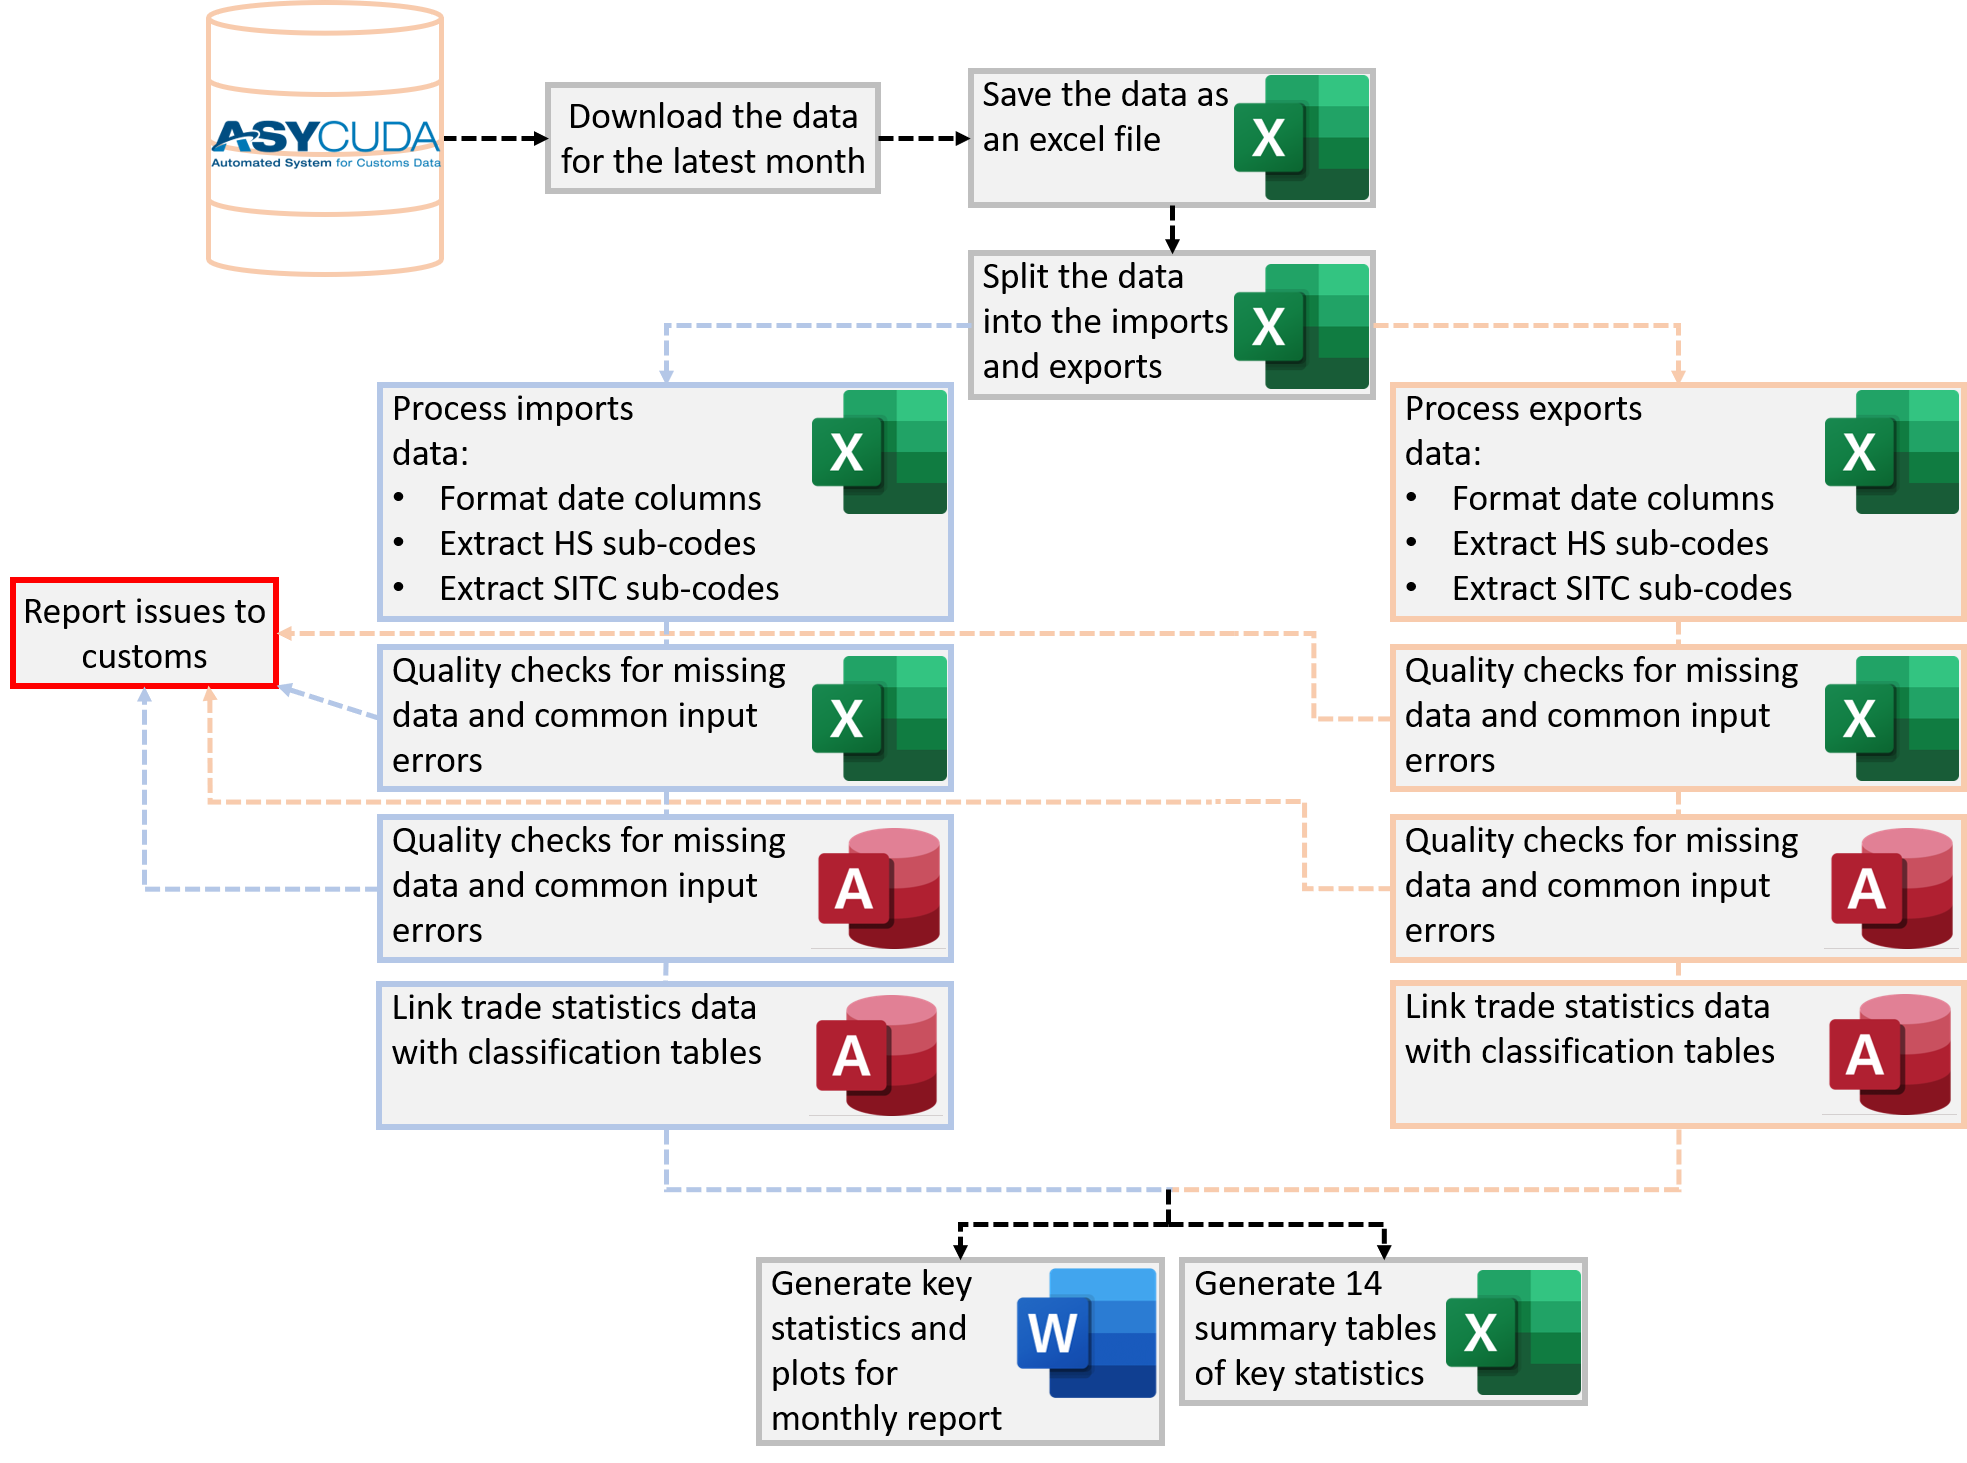 ASYCUDA
Automated System for Customs Data
Download the data
for the latest month
Save the data as
an excel file
X
Split the data
into the imports
and exports
X
Process imports
data:
• Format date columns
• Extract HS sub-codes
• Extract SITC sub-codes
X
Process exports
data:
• Format date columns
• Extract HS sub-codes
• Extract SITC sub-codes
X
Report issues to
customs
Quality checks for missing
data and common input
errors
X
Quality checks for missing
data and common input
errors
X
Quality checks for missing
data and common input
errors
A
Quality checks for missing
data and common input
errors
A
Link trade statistics data
with classification tables
A
Link trade statistics data
with classification tables
A
Generate key
statistics and
plots for
monthly report
W
Generate 14
summary tables
of key statistics
X